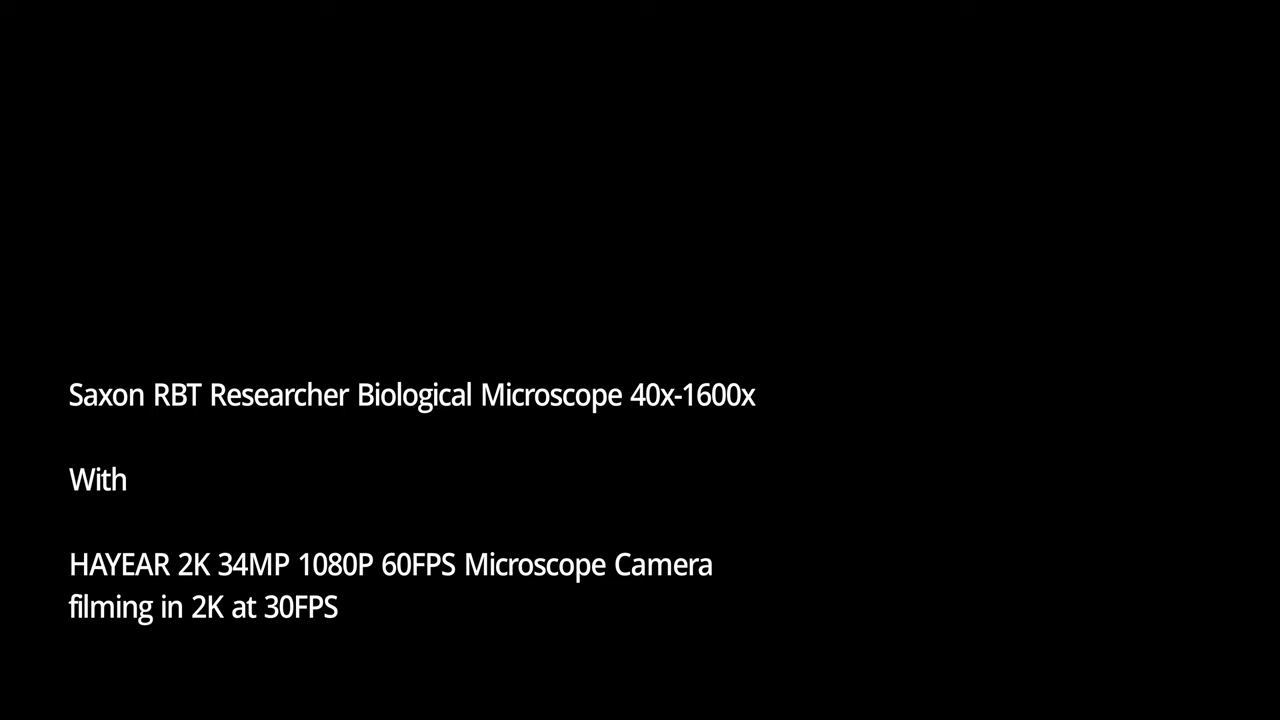 Saxon RBT Researcher Biological Microscope 40x-1600x
With
HAYEAR 2K 34MP 1080P 60FPS Microscope Camera
filming in 2K at 30FPS